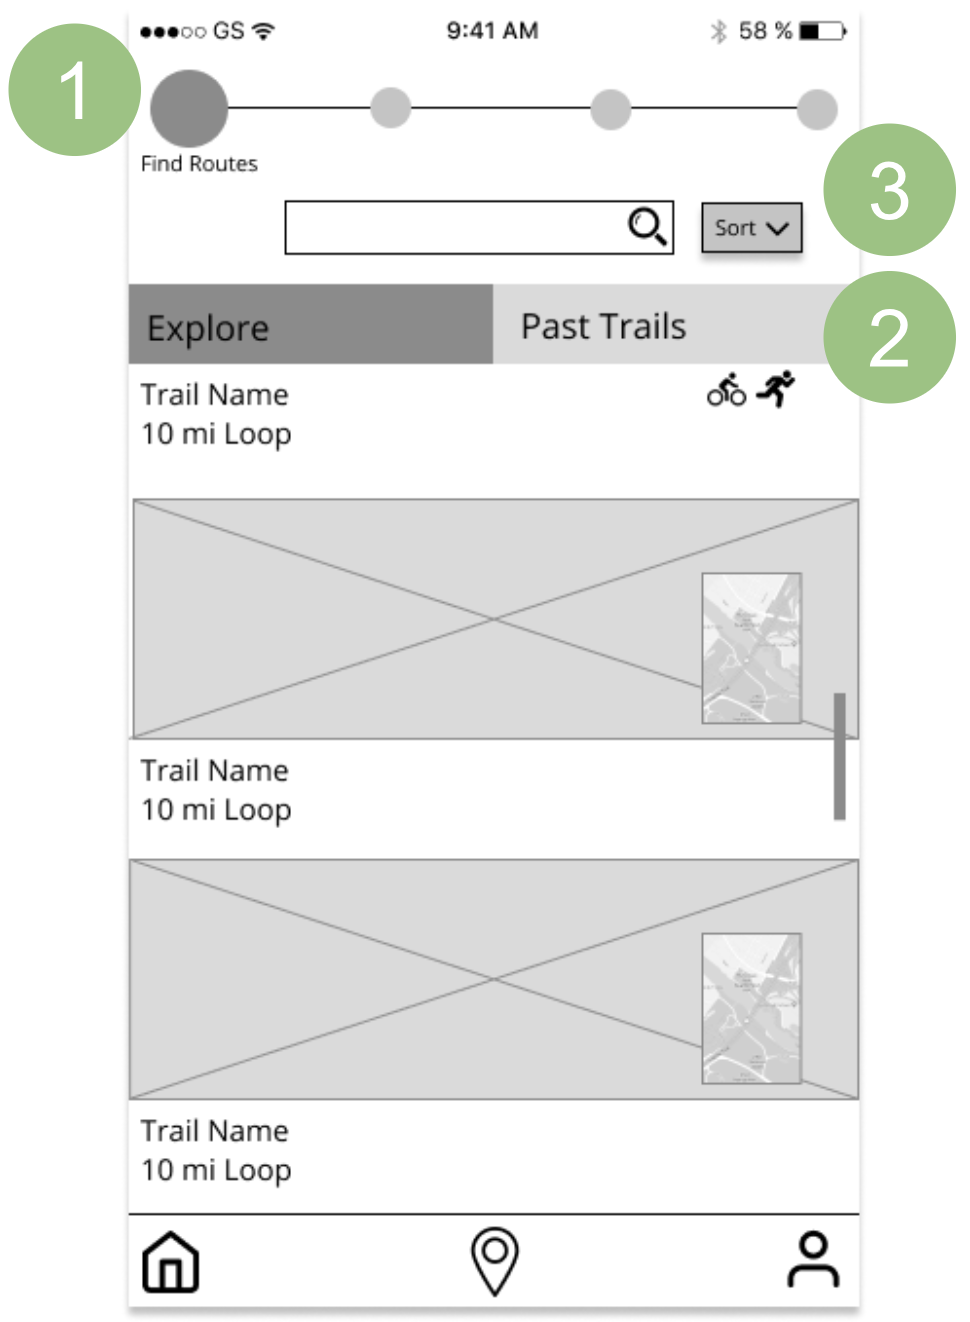 1
GS 9:41 AM 58 %
Find Routes
3
Sort
Explore Past Trails
2
Trail Name
10 mi Loop
Trail Name
10 mi Loop
Trail Name
10 mi Loop